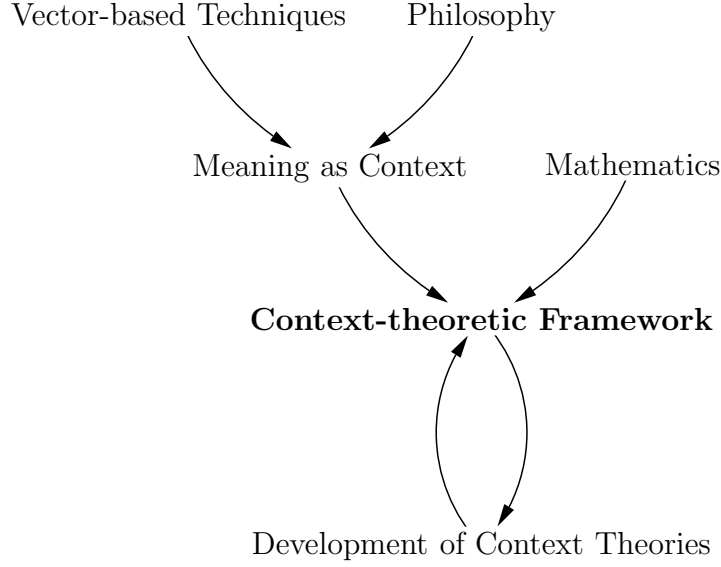 Vector-based Techniques
Philosophy
Meaning as Context
Mathematics
Context-theoretic Framework
Development of Context Theories